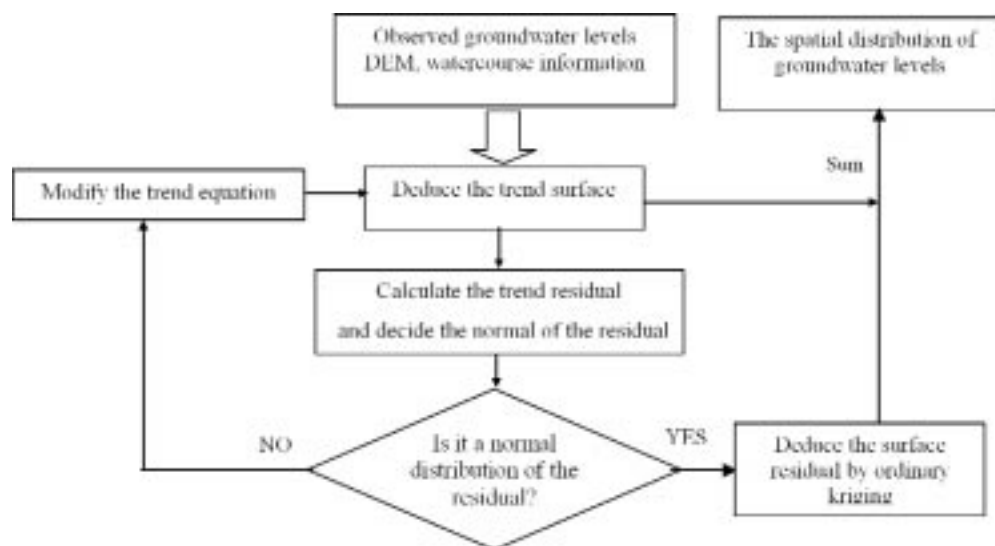 Observed groundwater levels
DEM, watercourse information
The spatial distribution of
groundwater levels
Sum
Modify the trend equation
Deduce the trend surface
Calculate the trend residual
and decide the normal of the residual
NO
Is it a normal
distribution of the
residual?
YES
Deduce the surface
residual by ordinary
kriging